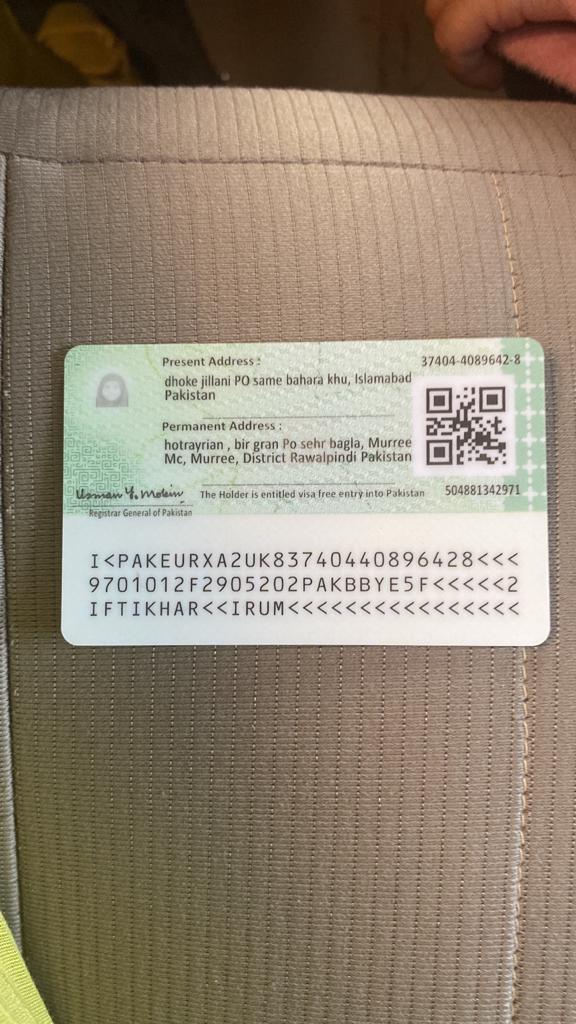 Present Address :
37404-4089642-8
dhoke jillani PO same bahara khu, Islamabad
Pakistan
Permanent Address :
hotrayrian , bir gran Po sehr bagla, Murree
Mc, Murree, District Rawalpindi Pakistan
Usman Y. Mobin
The Holder is entitled visa free entry into Pakistan
504881342971
Registrar General of Pakistan
I<PAKEURXA2UK83740440896428<<<
9701012F2905202PAKBBYE5F<<<<<2
IFTIKHAR<<IRUM<<<<<<<<<<<<<<<<